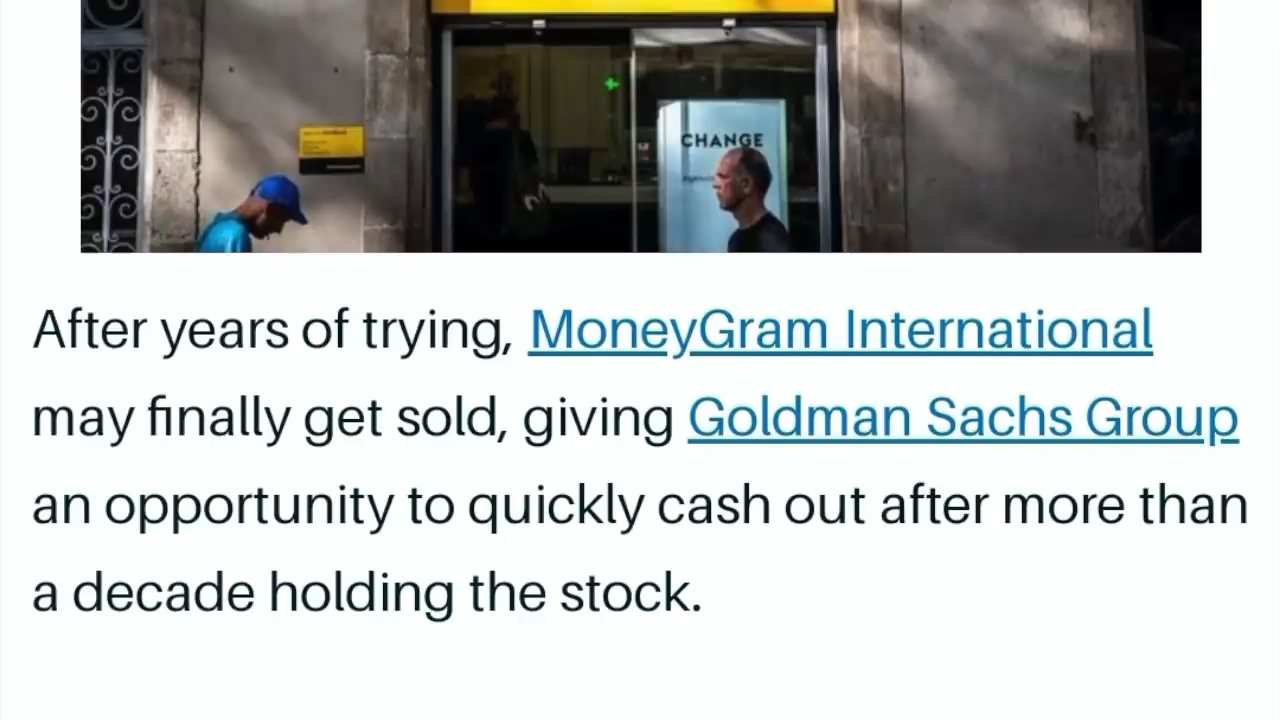 CHANGE
After years of trying, MoneyGram International
may finally get sold, giving Goldman Sachs Group
an opportunity to quickly cash out after more than
a decade holding the stock.